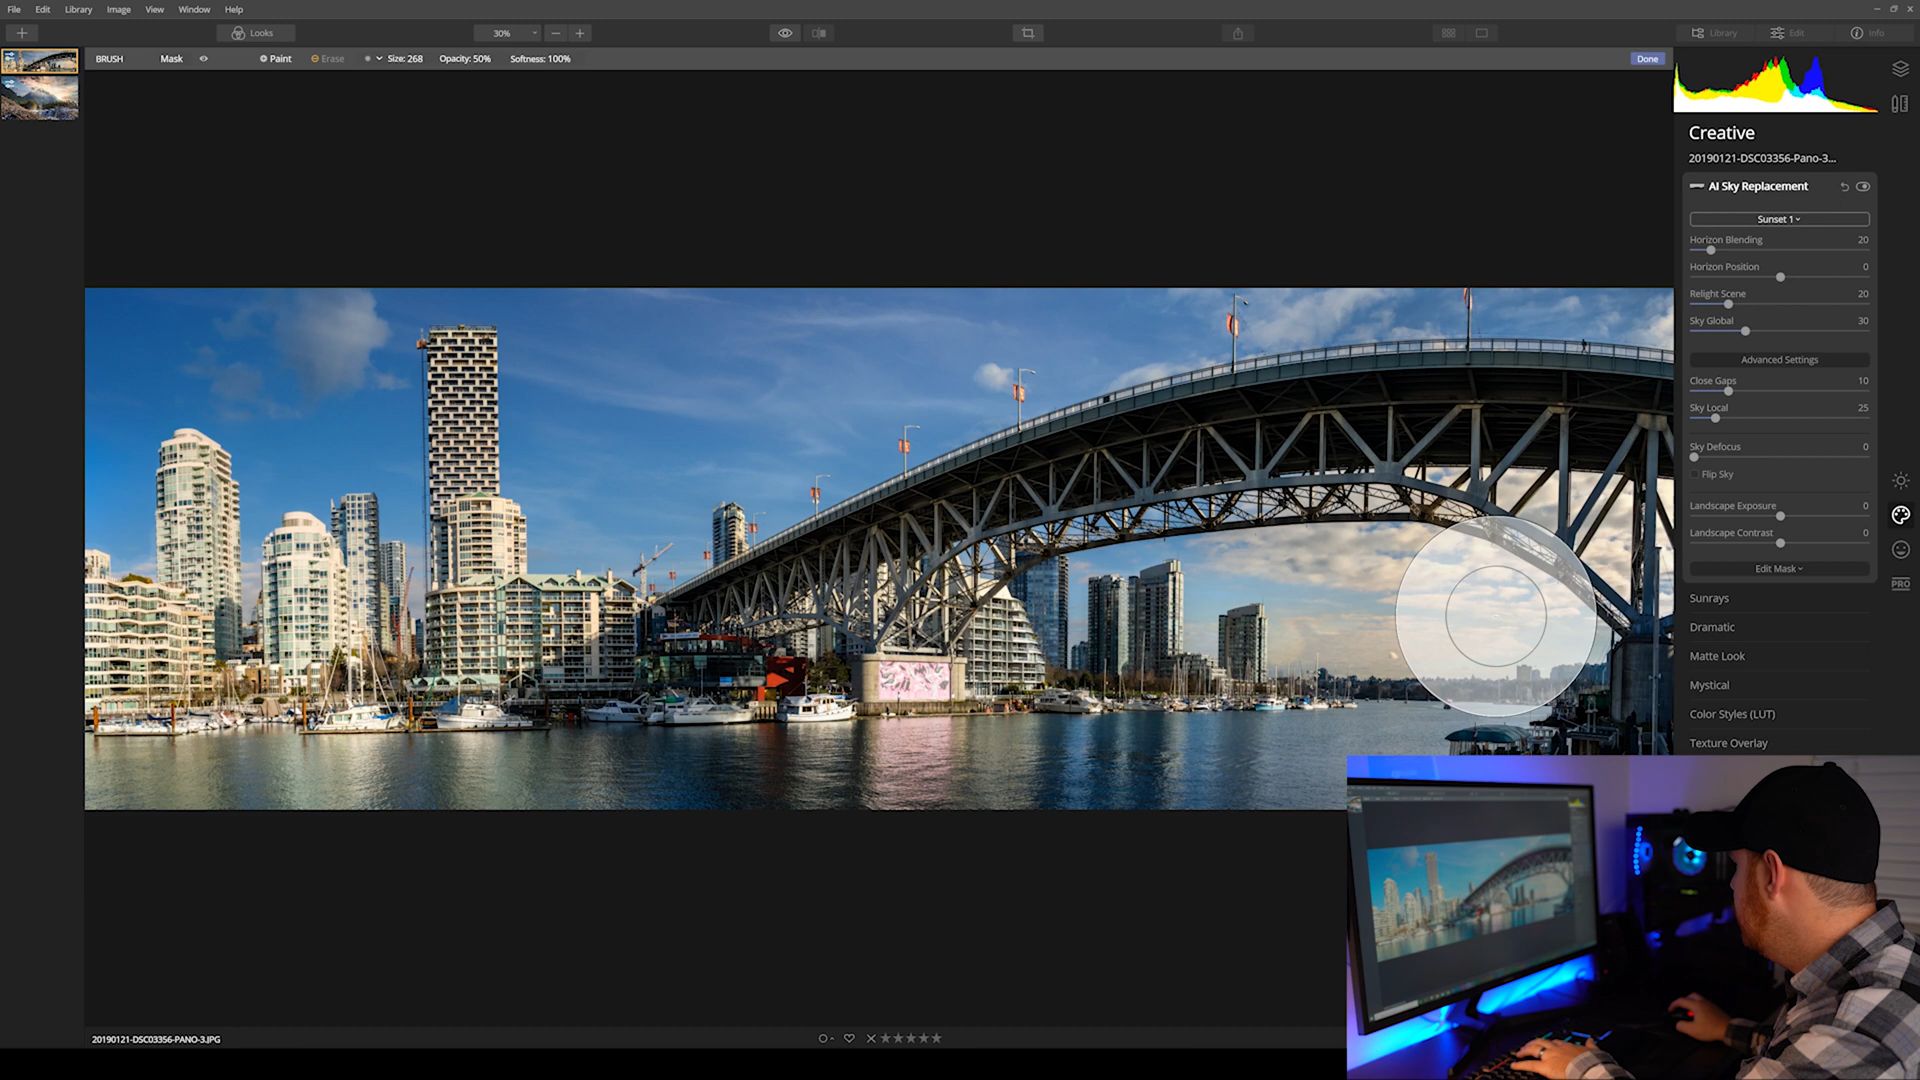 File Edit Library Image View Window Help
Looks 30% Library Edit Info
BRUSH Mask Paint Erase Size: 268 Opacity: 50% Softness: 100% Done
Creative
20190121-DSC03356-Pano-3...
AI Sky Replacement
Sunset 1
Horizon Blending 20
Horizon Position 0
Relight Scene 20
Sky Global 30
Advanced Settings
Close Gaps 10
Sky Local 25
Sky Defocus 0
Flip Sky
Landscape Exposure 0
Landscape Contrast 0
Edit Mask
Sunrays
Dramatic
Matte Look
Mystical
Color Styles (LUT)
Texture Overlay
PRO
20190121-DSC03356-PANO-3.JPG